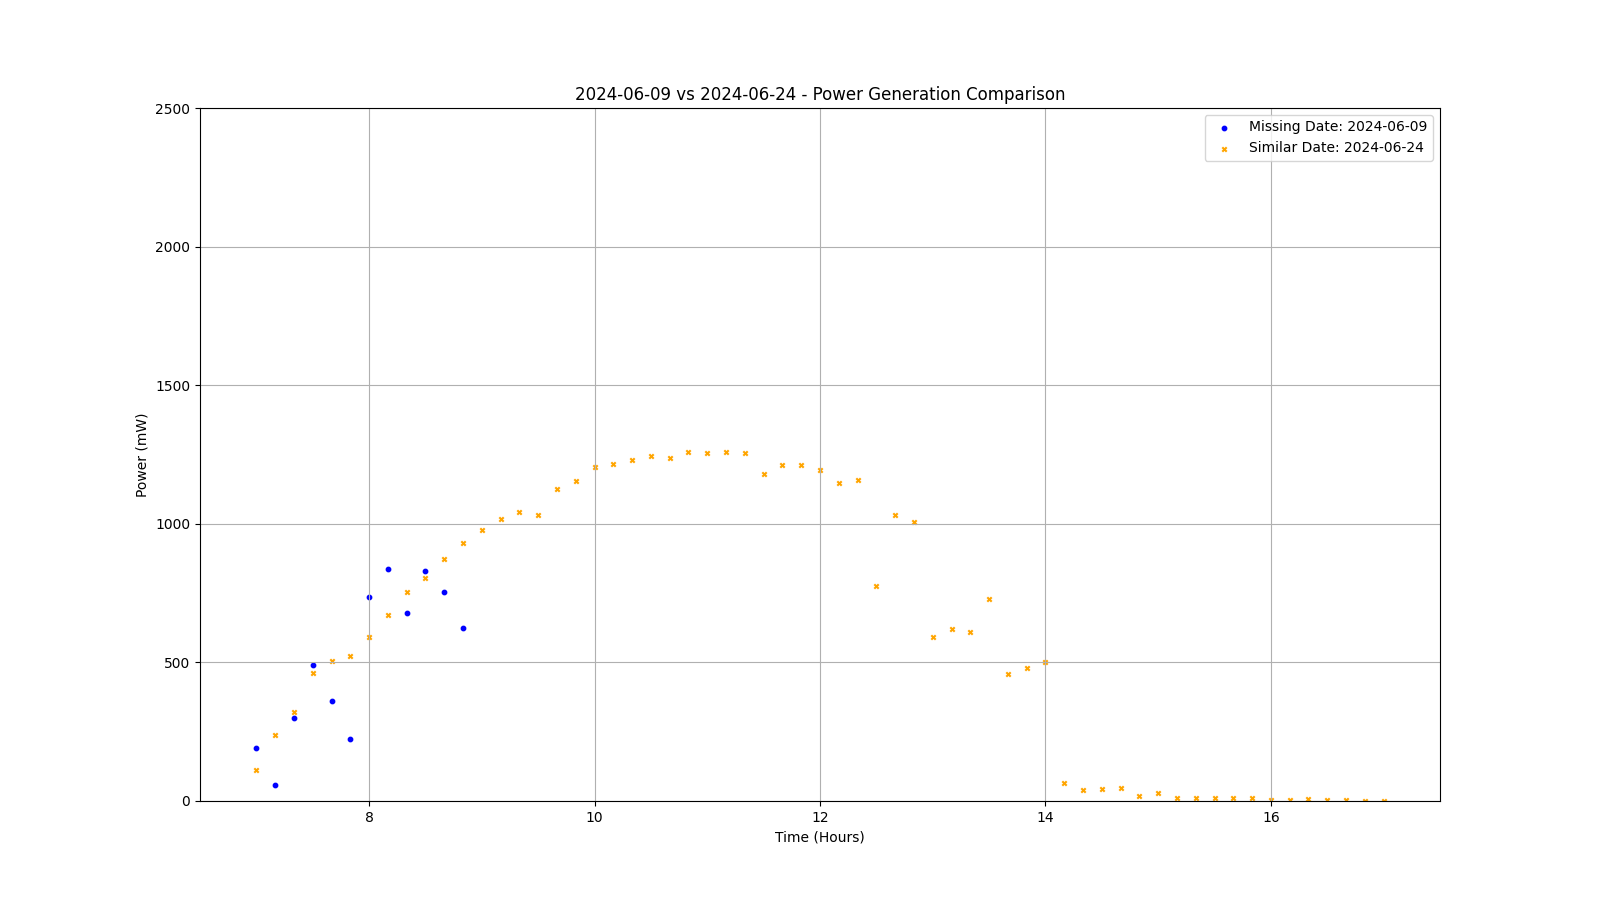 2024-06-09 vs 2024-06-24 - Power Generation Comparison
Missing Date: 2024-06-09
Similar Date: 2024-06-24
2500
2000
1500
1000
500
0
Power (mW)
8
10
12
14
16
Time (Hours)